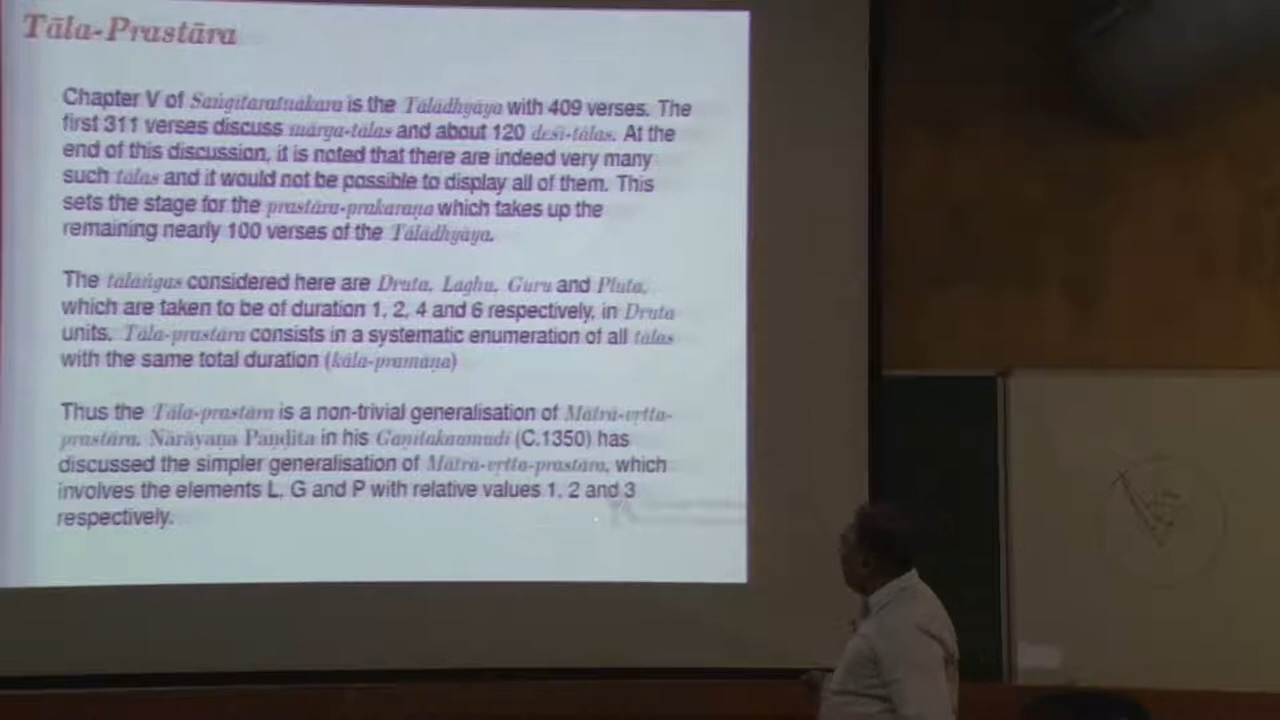 Tāla-Prastāra
Chapter V of Saṅgītaratnākara is the Tālādhyāya with 409 verses. The
first 311 verses discuss mārga-tālas and about 120 deśī-tālas. At the
end of this discussion, it is noted that there are indeed very many
such tālas and it would not be possible to display all of them. This
sets the stage for the prastāra-prakaraṇa which takes up the
remaining nearly 100 verses of the Tālādhyāya.
The tālāṅgas considered here are Druta, Laghu, Guru and Pluta,
which are taken to be of duration 1, 2, 4 and 6 respectively, in Druta
units. Tāla-prastāra consists in a systematic enumeration of all tālas
with the same total duration (kāla-pramāṇa)
Thus the Tāla-prastāra is a non-trivial generalisation of Mātrā-vṛtta-
prastāra. Nārāyaṇa Paṇḍita in his Gaṇitakaumudī (C.1350) has
discussed the simpler generalisation of Mātrā-vṛtta-prastāra, which
involves the elements L, G and P with relative values 1, 2 and 3
respectively.